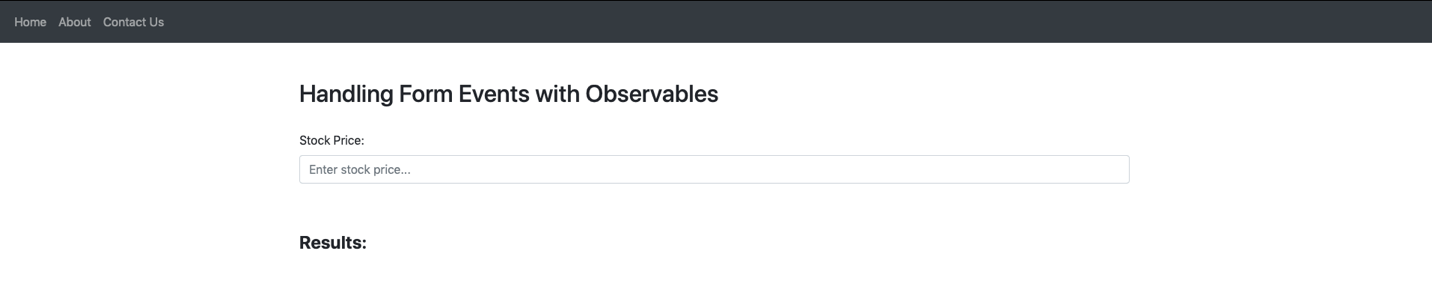 Home About Contact Us
Handling Form Events with Observables
Stock Price:
Enter stock price...
Results: